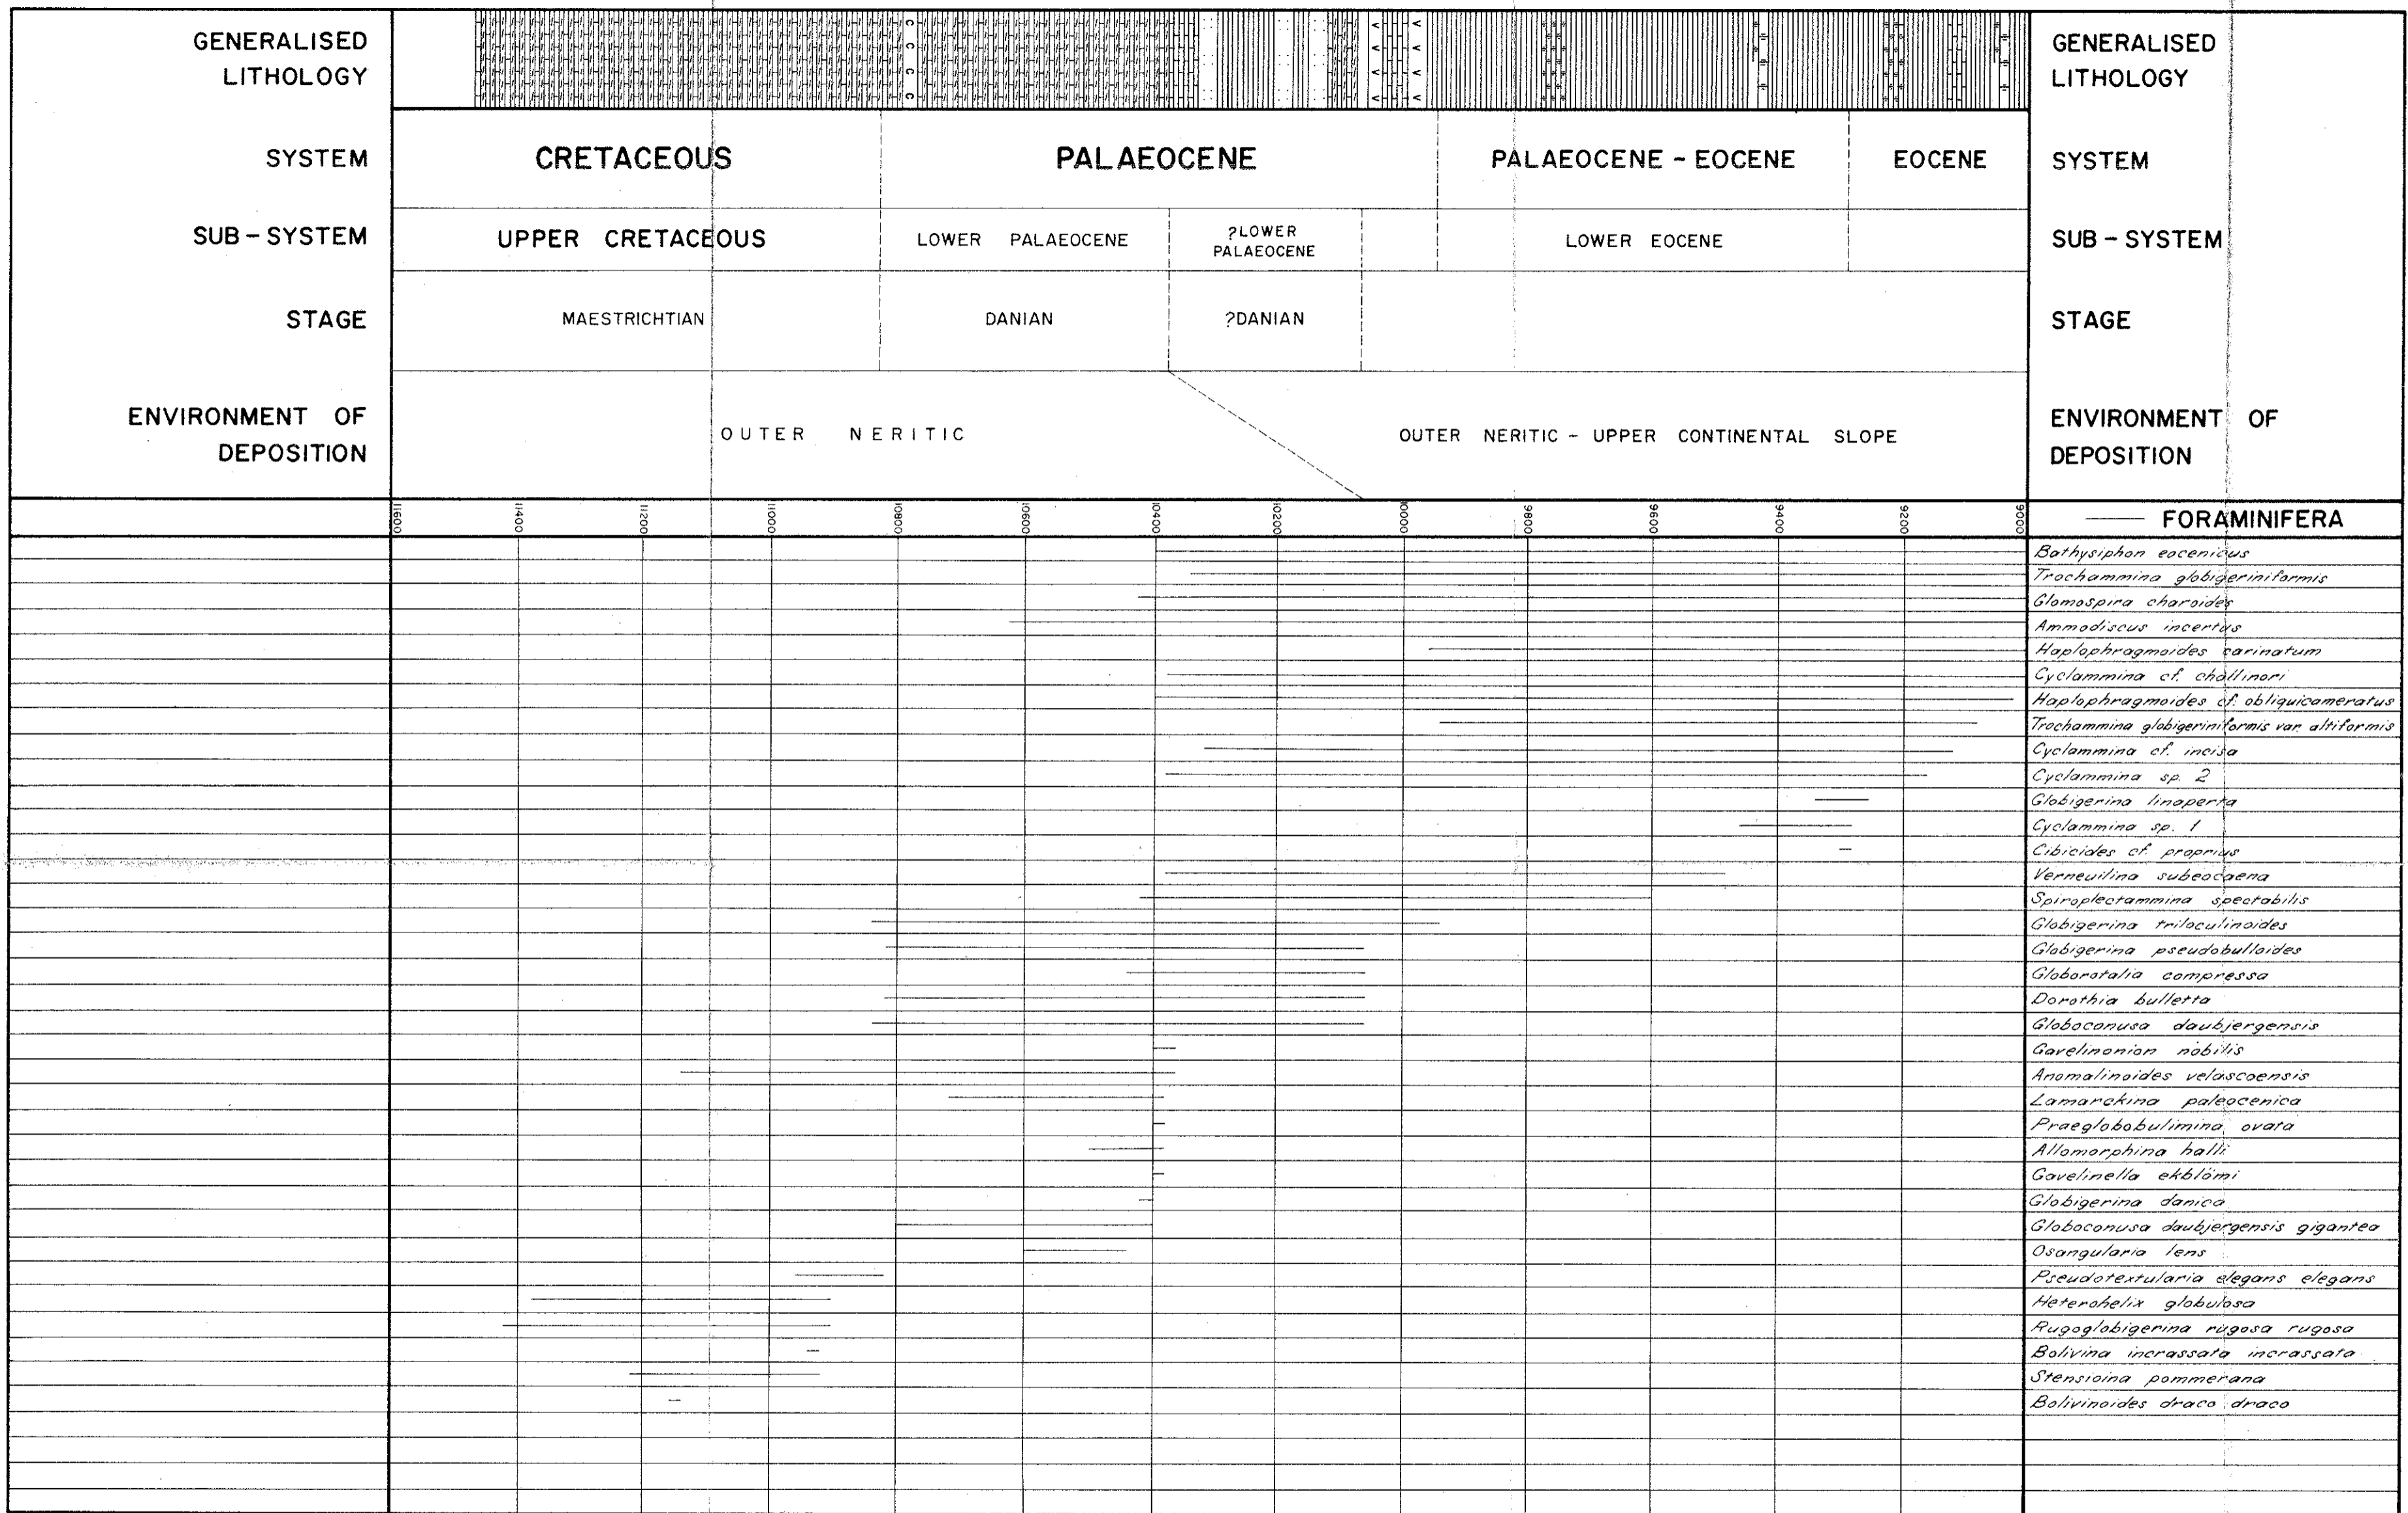 GENERALISED
LITHOLOGY
C
C
C
C
C
V V
V V
V V
V V
V V
GENERALISED
LITHOLOGY
SYSTEM
CRETACEOUS
PALAEOCENE
PALAEOCENE - EOCENE
EOCENE
SYSTEM
SUB - SYSTEM
UPPER CRETACEOUS
LOWER PALAEOCENE
?LOWER
PALAEOCENE
LOWER EOCENE
SUB - SYSTEM
STAGE
MAESTRICHTIAN
DANIAN
?DANIAN
STAGE
ENVIRONMENT OF
DEPOSITION
OUTER NERITIC
OUTER NERITIC - UPPER CONTINENTAL SLOPE
ENVIRONMENT OF
DEPOSITION
11600
11400
11200
11000
10800
10600
10400
10200
10000
9800
9600
9400
9200
9000
FORAMINIFERA
Bathysiphon eocenicus
Trochammina globigeriniformis
Glomospira charoides
Ammodiscus incertus
Haplophragmoides carinatum
Cyclammina cf. challinori
Haplophragmoides cf. obliquicameratus
Trochammina globigeriniformis var. altiformis
Cyclammina cf. incisa
Cyclammina sp. 2
Globigerina linaperta
Cyclammina sp. 1
Cibicides cf. proprius
Verneuilina subeocaena
Spiroplectammina spectabilis
Globigerina triloculinoides
Globigerina pseudobulloides
Globorotalia compressa
Dorothia bulletta
Globoconusa daubjergensis
Gavelinonion nobilis
Anomalinoides velascoensis
Lamarckina paleocenica
Praeglobobulimina ovata
Allomorphina halli
Gavelinella ekblömi
Globigerina danica
Globoconusa daubjergensis gigantea
Osangularia lens
Pseudotextularia elegans elegans
Heterohelix globulosa
Rugoglobigerina rugosa rugosa
Bolivina incrassata incrassata
Stensioina pommerana
Bolivinoides draco draco